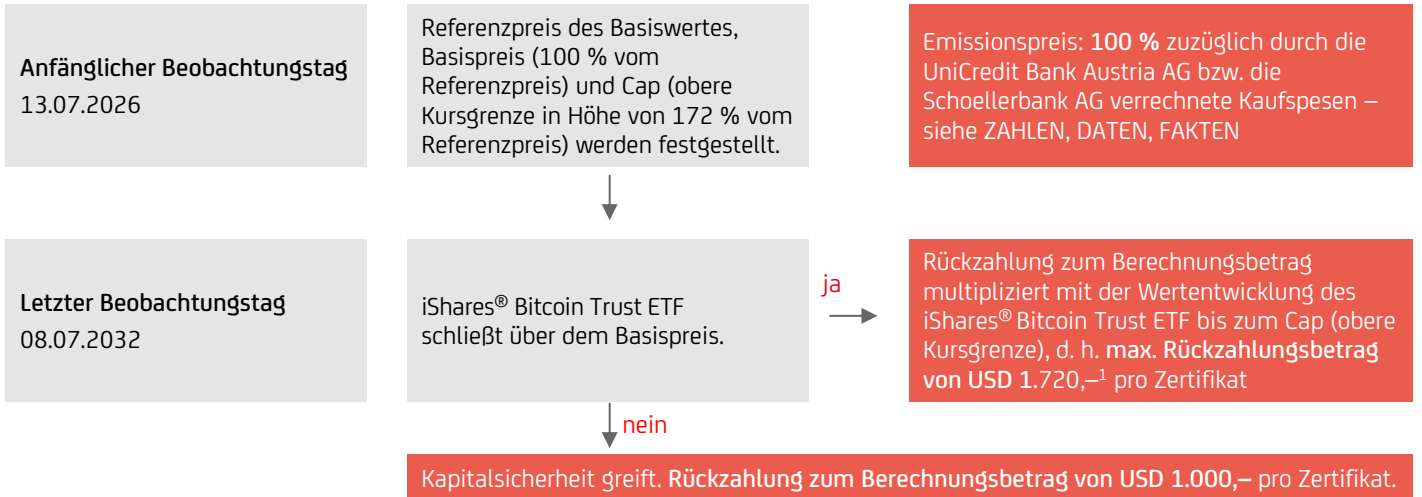 Anfänglicher Beobachtungstag
13.07.2026
Referenzpreis des Basiswertes,
Basispreis (100 % vom
Referenzpreis) und Cap (obere
Kursgrenze in Höhe von 172 % vom
Referenzpreis) werden festgestellt.
Emissionspreis: 100 % zuzüglich durch die
UniCredit Bank Austria AG bzw. die
Schoellerbank AG verrechnete Kaufspesen –
siehe ZAHLEN, DATEN, FAKTEN
Letzter Beobachtungstag
08.07.2032
iShares® Bitcoin Trust ETF
schließt über dem Basispreis.
ja
Rückzahlung zum Berechnungsbetrag
multipliziert mit der Wertentwicklung des
iShares® Bitcoin Trust ETF bis zum Cap (obere
Kursgrenze), d. h. max. Rückzahlungsbetrag
von USD 1.720,–¹ pro Zertifikat
nein
Kapitalsicherheit greift. Rückzahlung zum Berechnungsbetrag von USD 1.000,– pro Zertifikat.